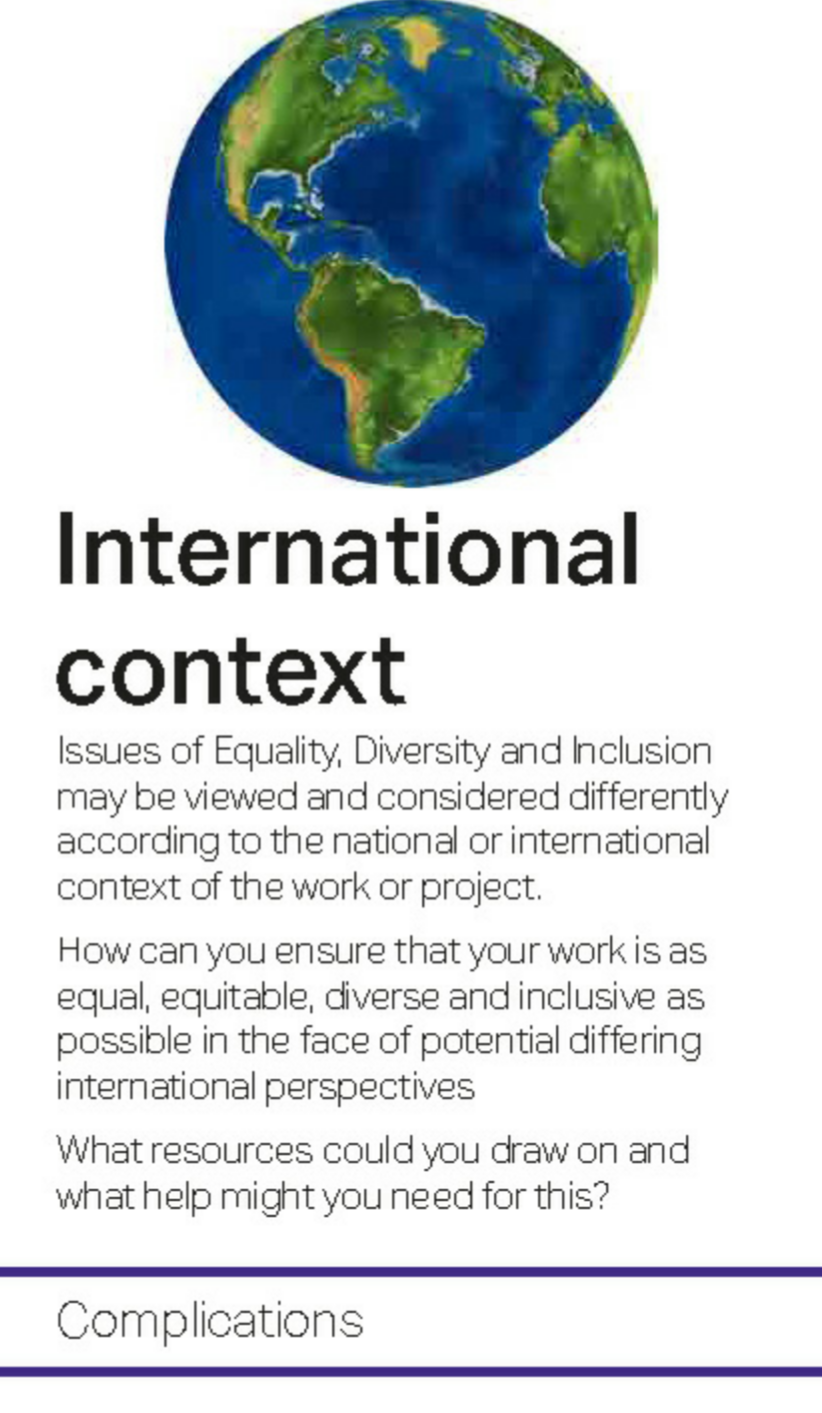 International
context
Issues of Equality, Diversity and Inclusion
may be viewed and considered differently
according to the national or international
context of the work or project.
How can you ensure that your work is as
equal, equitable, diverse and inclusive as
possible in the face of potential differing
international perspectives
What resources could you draw on and
what help might you need for this?
Complications